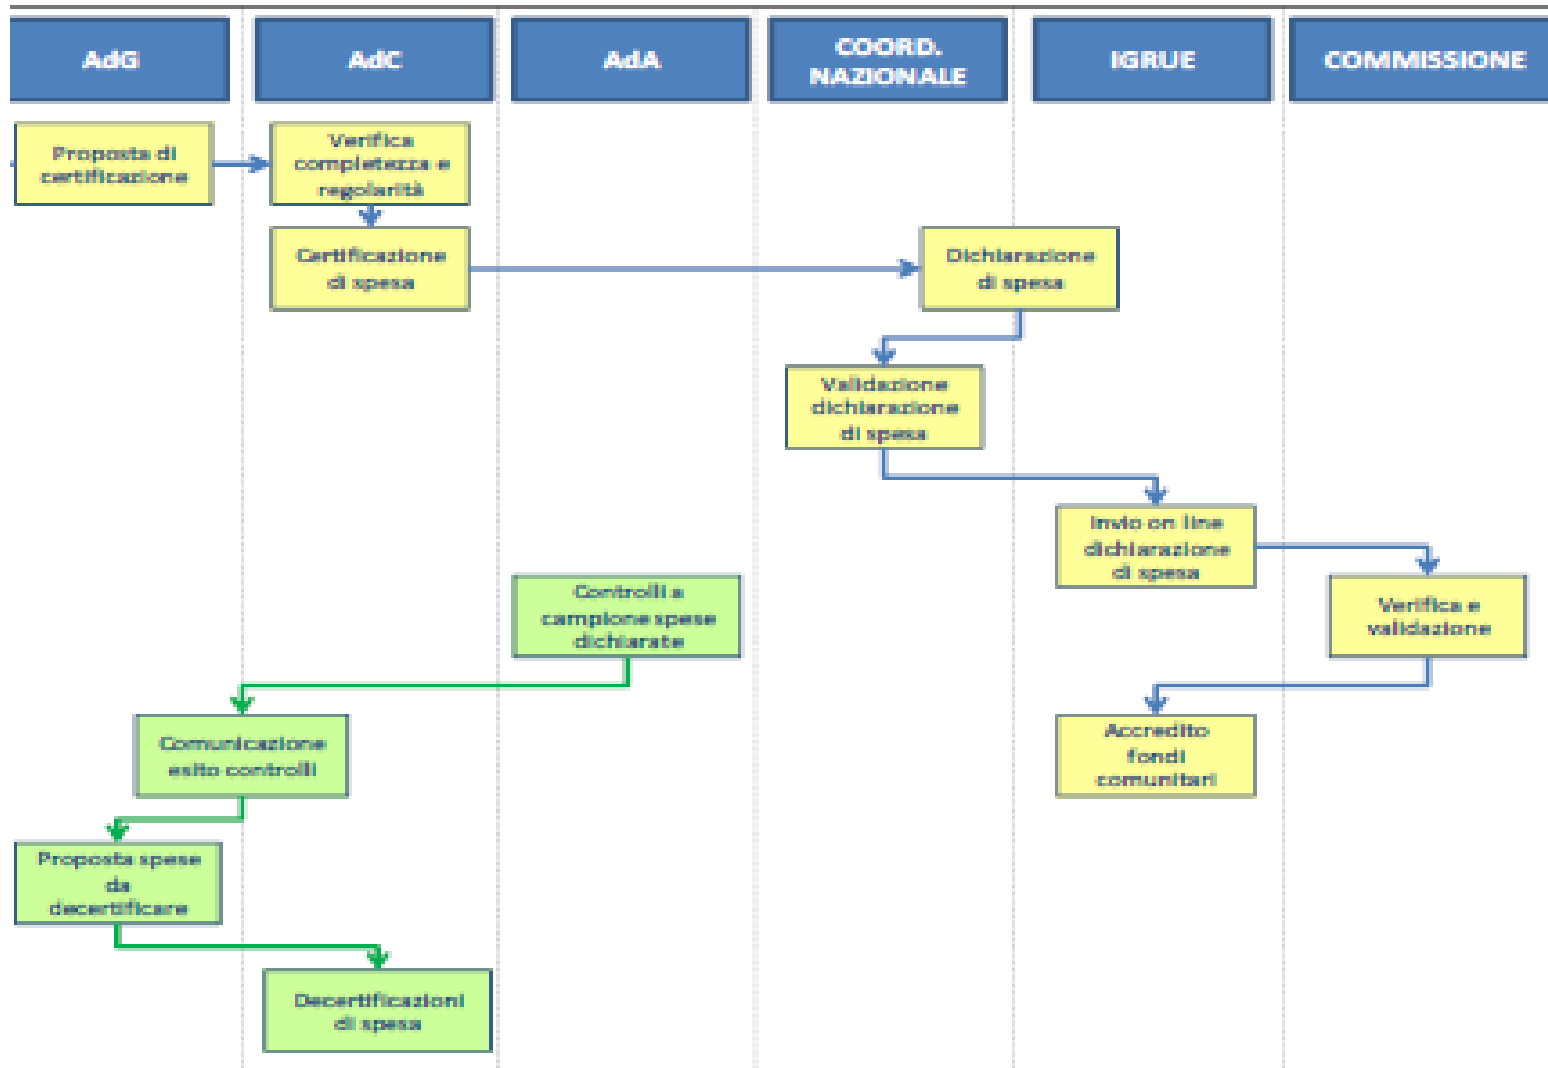 AdG
AdC
AdA
COORD.
NAZIONALE
IGRUE
COMMISSIONE
Proposta di
certificazione
Verifica
completezza e
regolarità
Certificazione
di spesa
Dichiarazione
di spesa
Validazione
dichiarazione
di spesa
Invio on line
dichiarazione
di spesa
Controlli a
campione spese
dichiarate
Verifica e
validazione
Comunicazione
esito controlli
Accredito
fondi
comunitari
Proposta spese
da
decertificare
Decertificazioni
di spesa